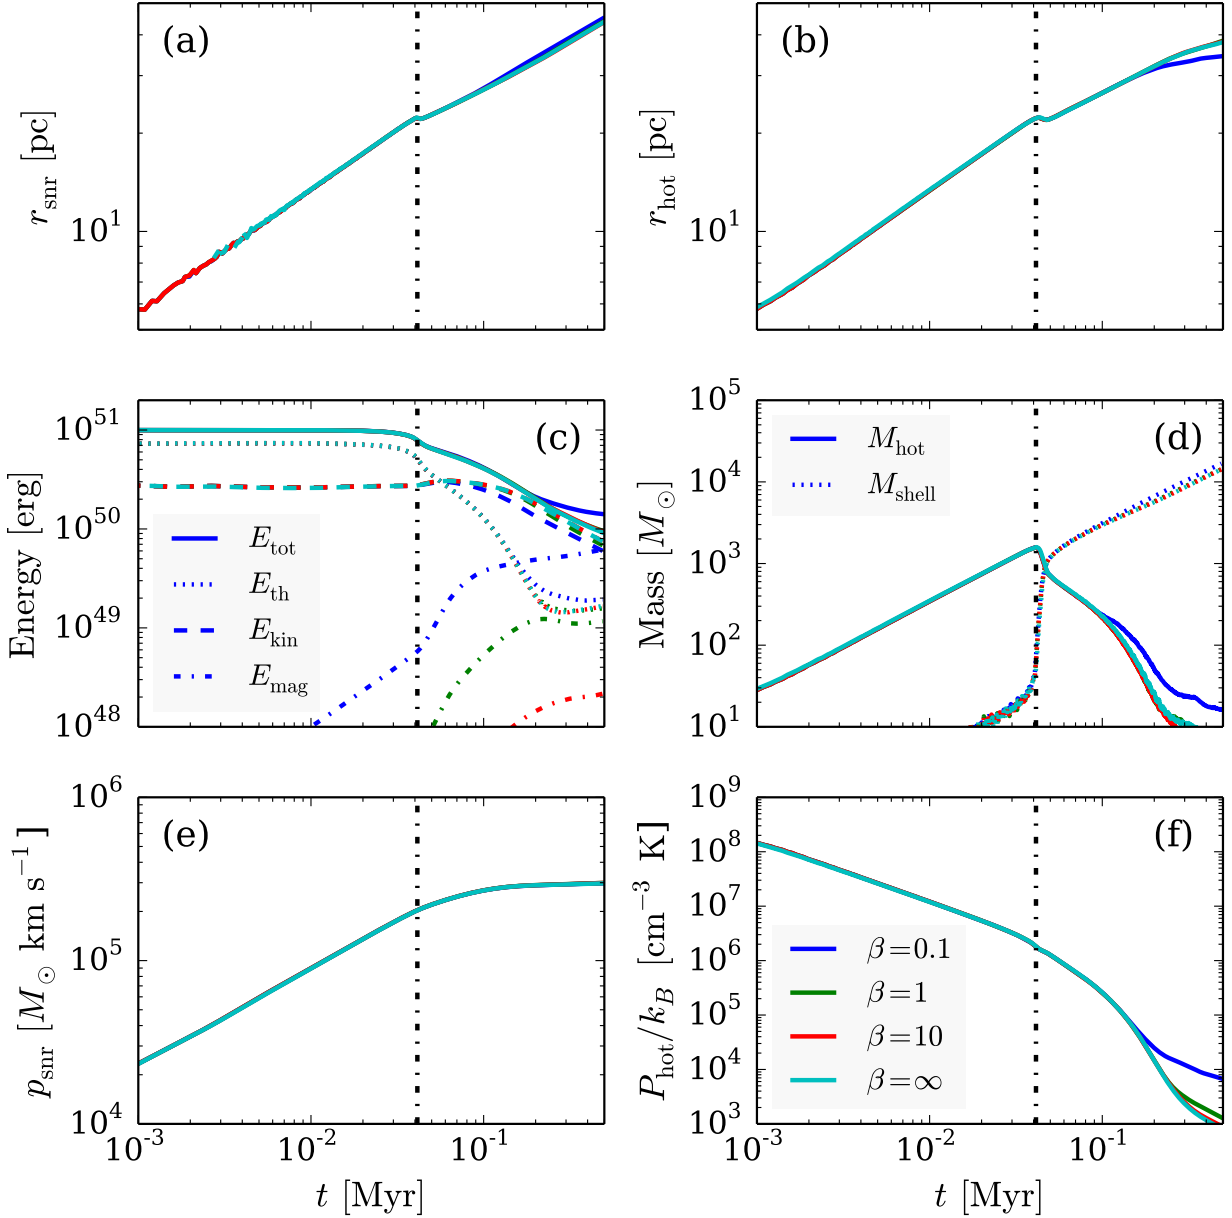 (a)
r_snr [pc]
10^1
(b)
r_hot [pc]
10^1
(c)
Energy [erg]
10^51
10^50
10^49
10^48
E_tot
E_th
E_kin
E_mag
(d)
Mass [M_⊙]
10^5
10^4
10^3
10^2
10^1
M_hot
M_shell
(e)
p_snr [M_⊙ km s^−1]
10^6
10^5
10^4
10^-3
10^-2
10^-1
t [Myr]
(f)
P_hot/k_B [cm^−3 K]
10^9
10^8
10^7
10^6
10^5
10^4
10^3
β=0.1
β=1
β=10
β=∞
10^-3
10^-2
10^-1
t [Myr]